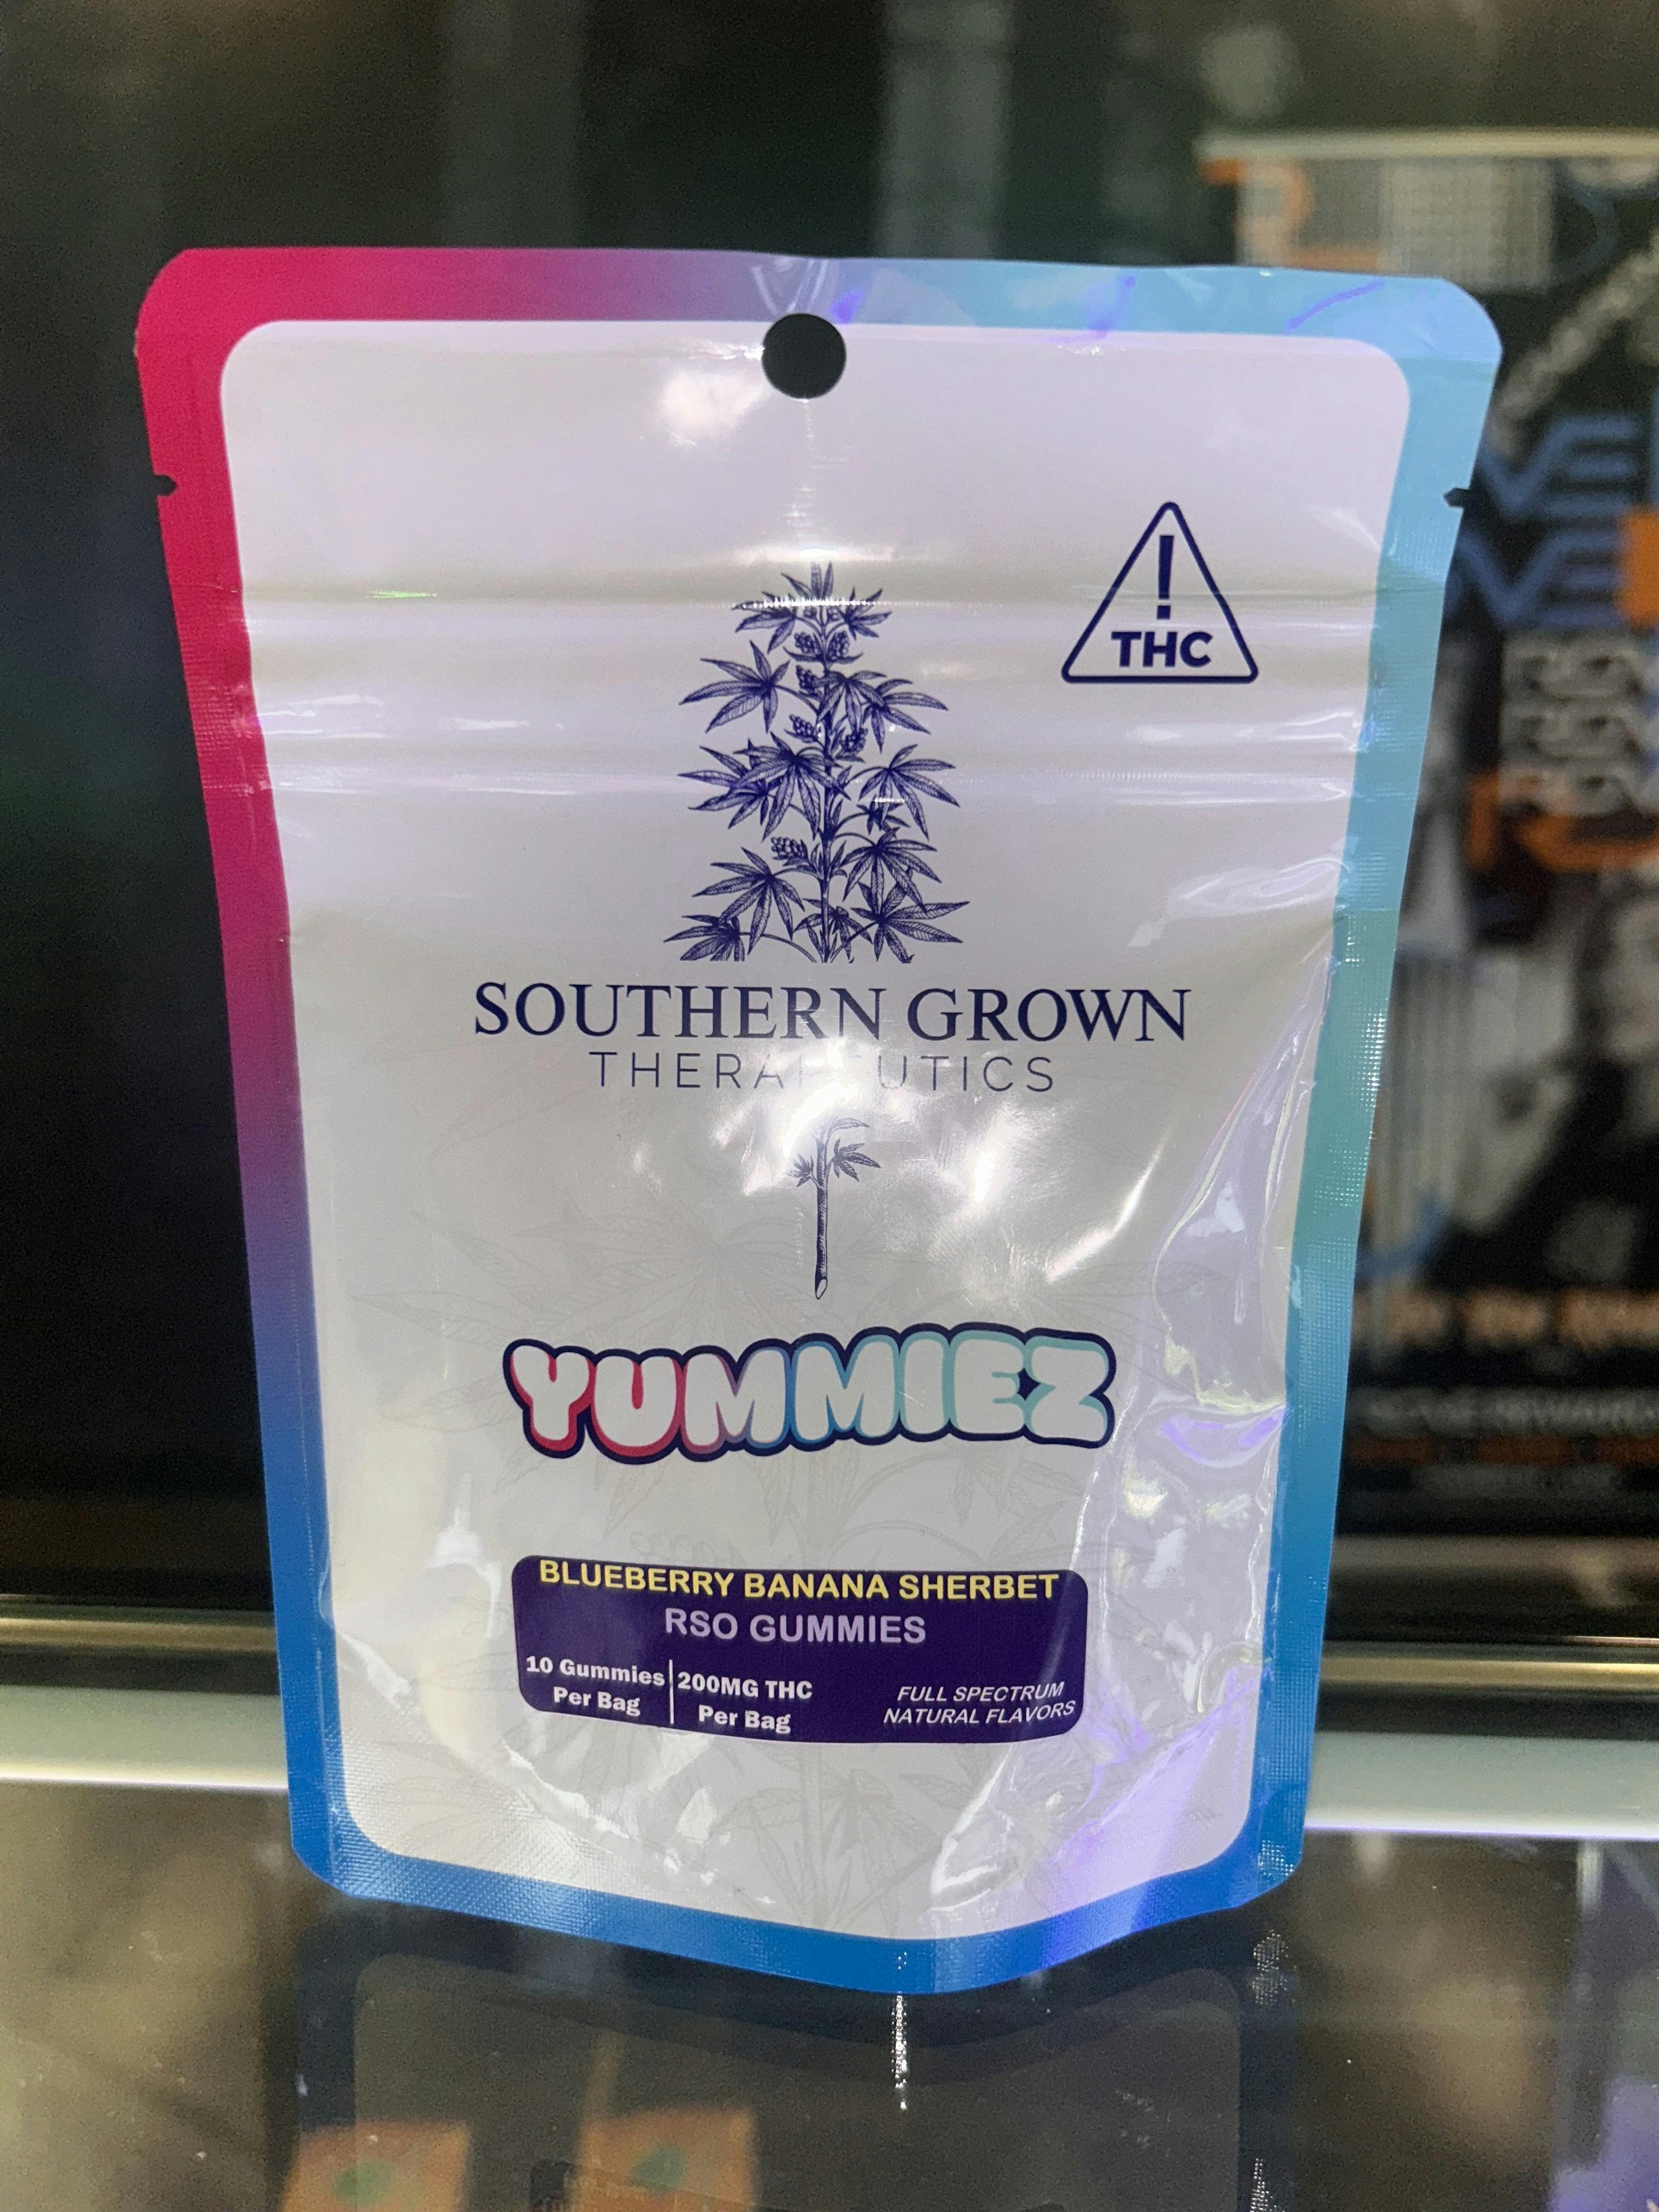 !
THC
SOUTHERN GROWN
THERAPEUTICS
YUMMIEZ
BLUEBERRY BANANA SHERBET
RSO GUMMIES
10 Gummies
Per Bag
200MG THC
Per Bag
FULL SPECTRUM
NATURAL FLAVORS